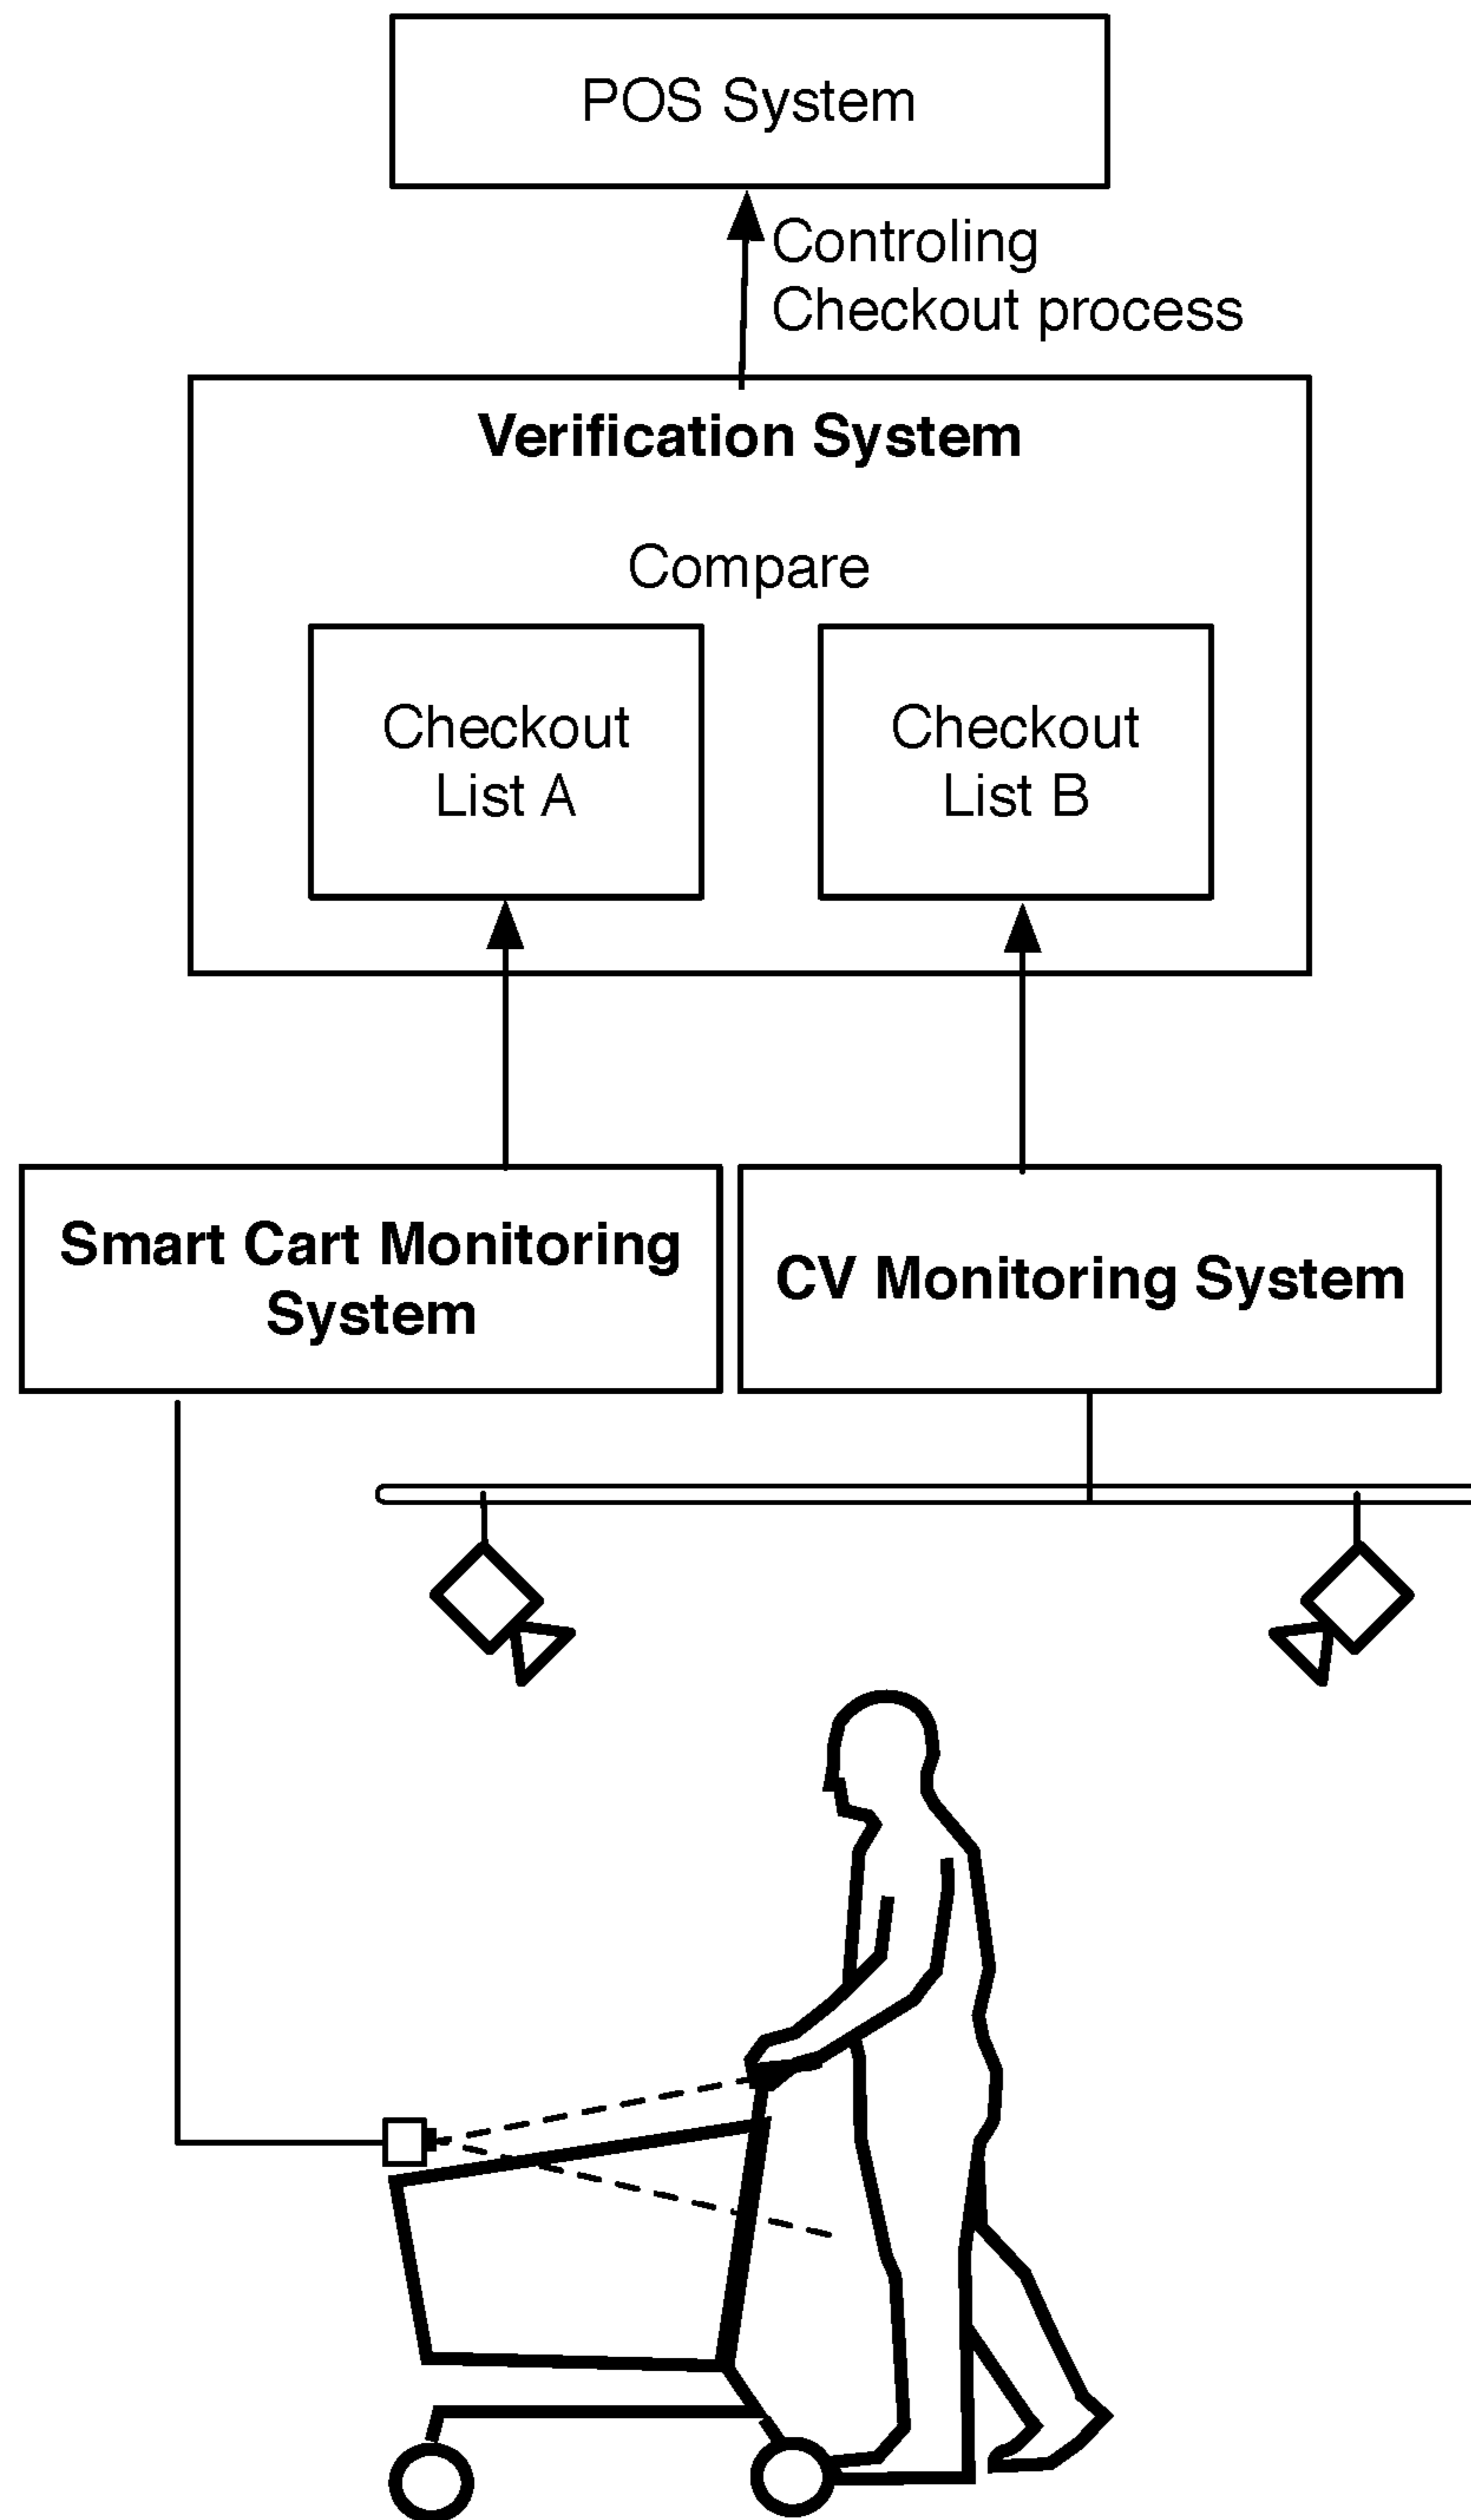 POS System
Controling
Checkout process
Verification System
Compare
Checkout
List A
Checkout
List B
Smart Cart Monitoring
System
CV Monitoring System